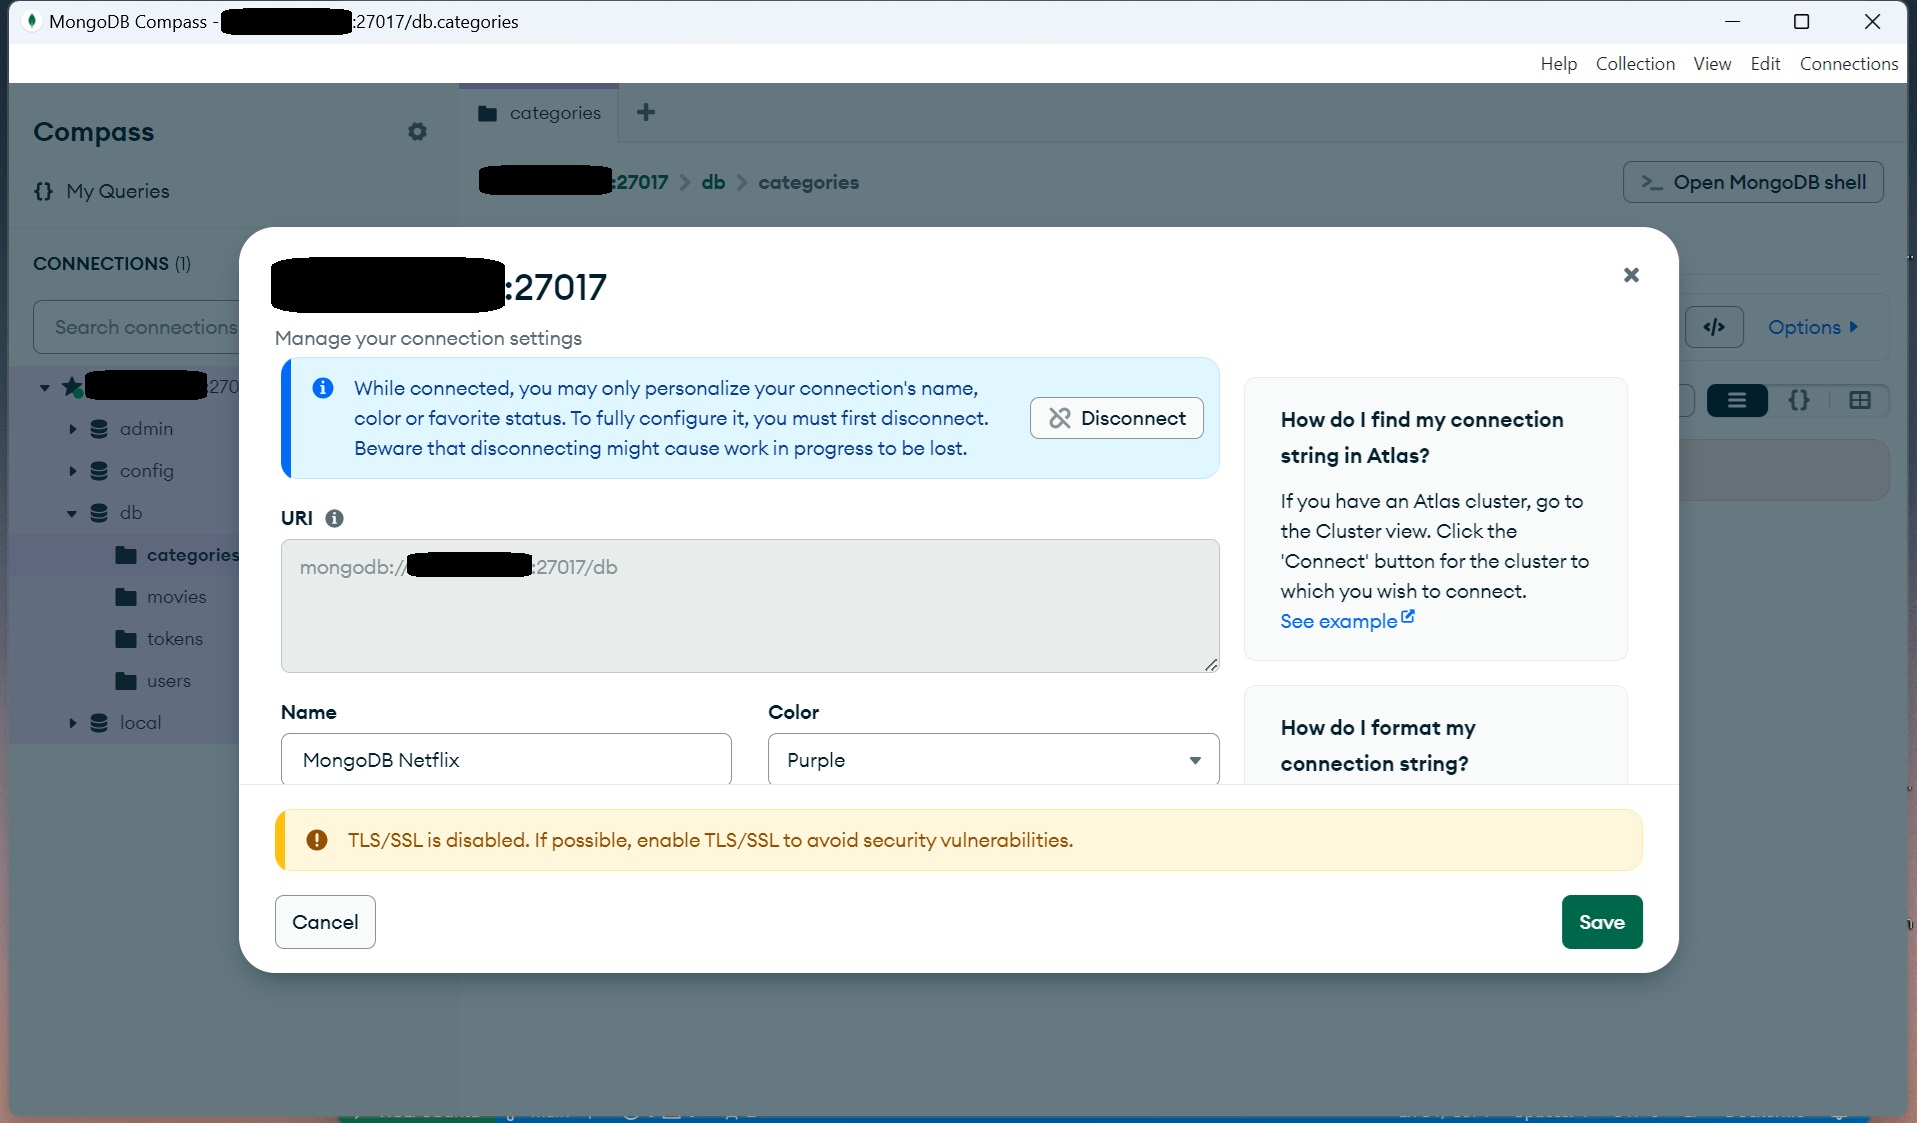 MongoDB Compass - :27017/db.categories
Help Collection View Edit Connections
Compass
categories
My Queries
:27017 db categories
>_ Open MongoDB shell
CONNECTIONS (1)
Search connections
:270
admin
config
db
categories
movies
tokens
users
local
</> Options
{}
:27017
Manage your connection settings
While connected, you may only personalize your connection's name,
color or favorite status. To fully configure it, you must first disconnect.
Beware that disconnecting might cause work in progress to be lost.
Disconnect
URI
mongodb:// :27017/db
Name
MongoDB Netflix
Color
Purple
How do I find my connection
string in Atlas?
If you have an Atlas cluster, go to
the Cluster view. Click the
'Connect' button for the cluster to
which you wish to connect.
See example
How do I format my
connection string?
TLS/SSL is disabled. If possible, enable TLS/SSL to avoid security vulnerabilities.
Cancel
Save